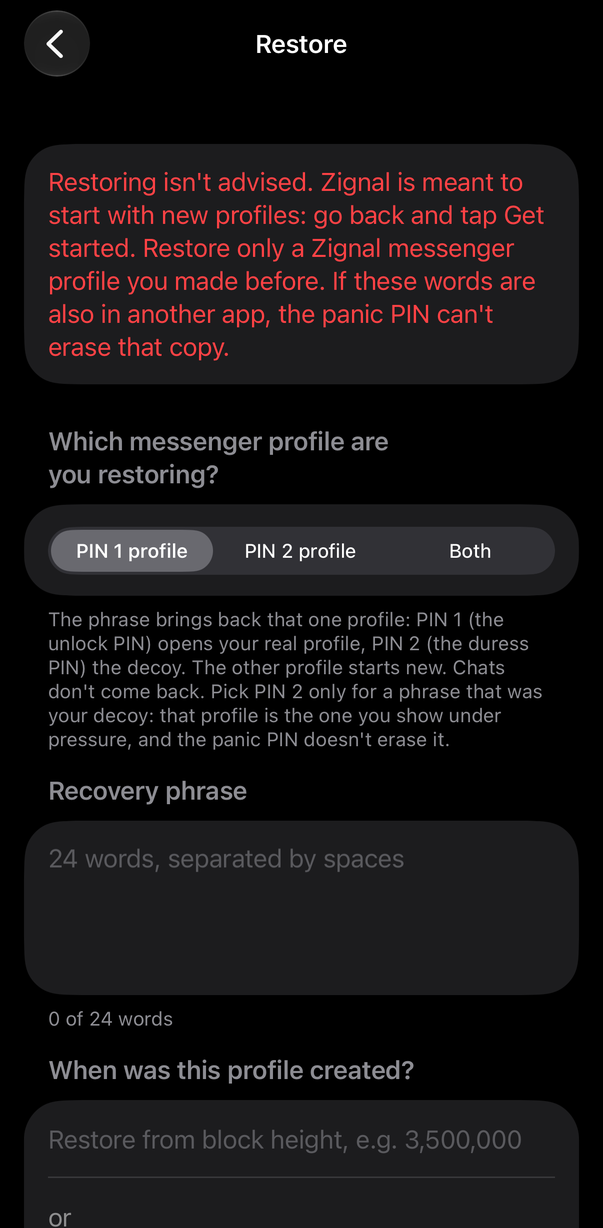 Restore
Restoring isn't advised. Zignal is meant to
start with new profiles: go back and tap Get
started. Restore only a Zignal messenger
profile you made before. If these words are
also in another app, the panic PIN can't
erase that copy.
Which messenger profile are
you restoring?
PIN 1 profile
PIN 2 profile
Both
The phrase brings back that one profile: PIN 1 (the
unlock PIN) opens your real profile, PIN 2 (the duress
PIN) the decoy. The other profile starts new. Chats
don't come back. Pick PIN 2 only for a phrase that was
your decoy: that profile is the one you show under
pressure, and the panic PIN doesn't erase it.
Recovery phrase
24 words, separated by spaces
0 of 24 words
When was this profile created?
Restore from block height, e.g. 3,500,000
or